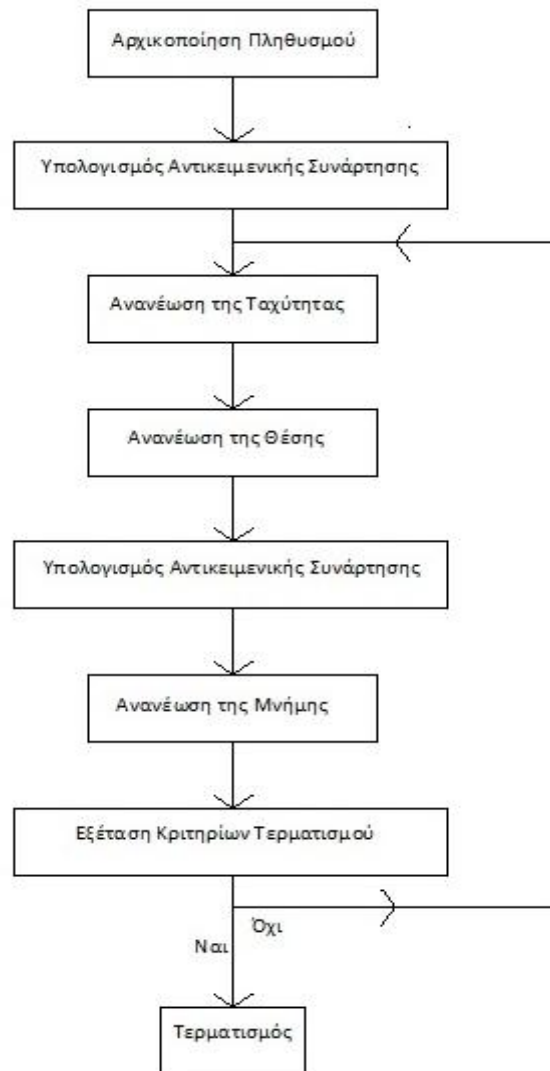 Αρχικοποίηση Πληθυσμού
Υπολογισμός Αντικειμενικής Συνάρτησης
Ανανέωση της Ταχύτητας
Ανανέωση της Θέσης
Υπολογισμός Αντικειμενικής Συνάρτησης
Ανανέωση της Μνήμης
Εξέταση Κριτηρίων Τερματισμού
Όχι
Ναι
Τερματισμός